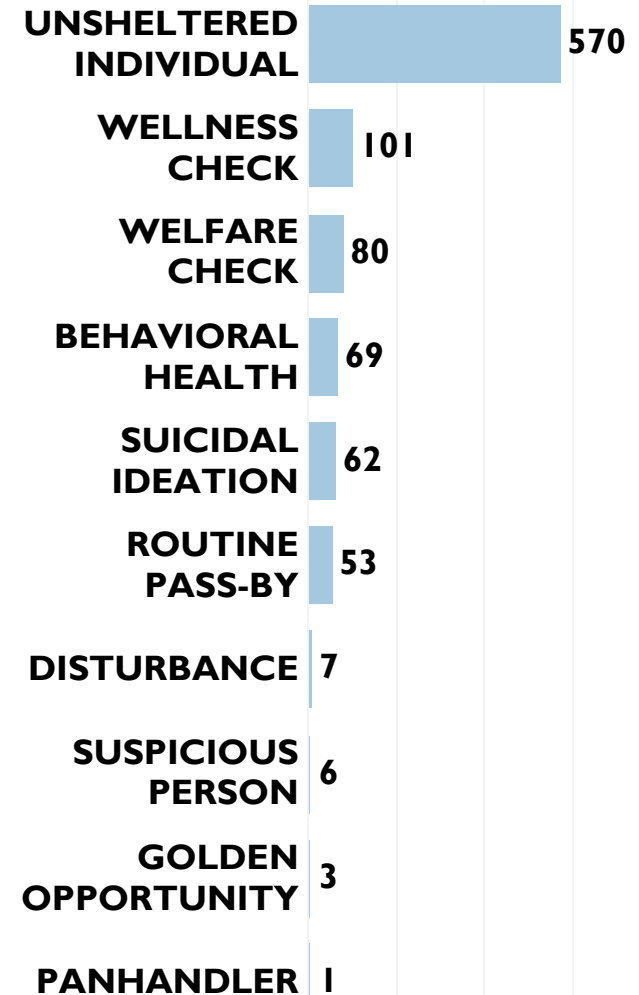 UNSHELTERED
INDIVIDUAL
570
WELLNESS
CHECK
101
WELFARE
CHECK
80
BEHAVIORAL
HEALTH
69
SUICIDAL
IDEATION
62
ROUTINE
PASS-BY
53
DISTURBANCE
7
SUSPICIOUS
PERSON
6
GOLDEN
OPPORTUNITY
3
PANHANDLER
1